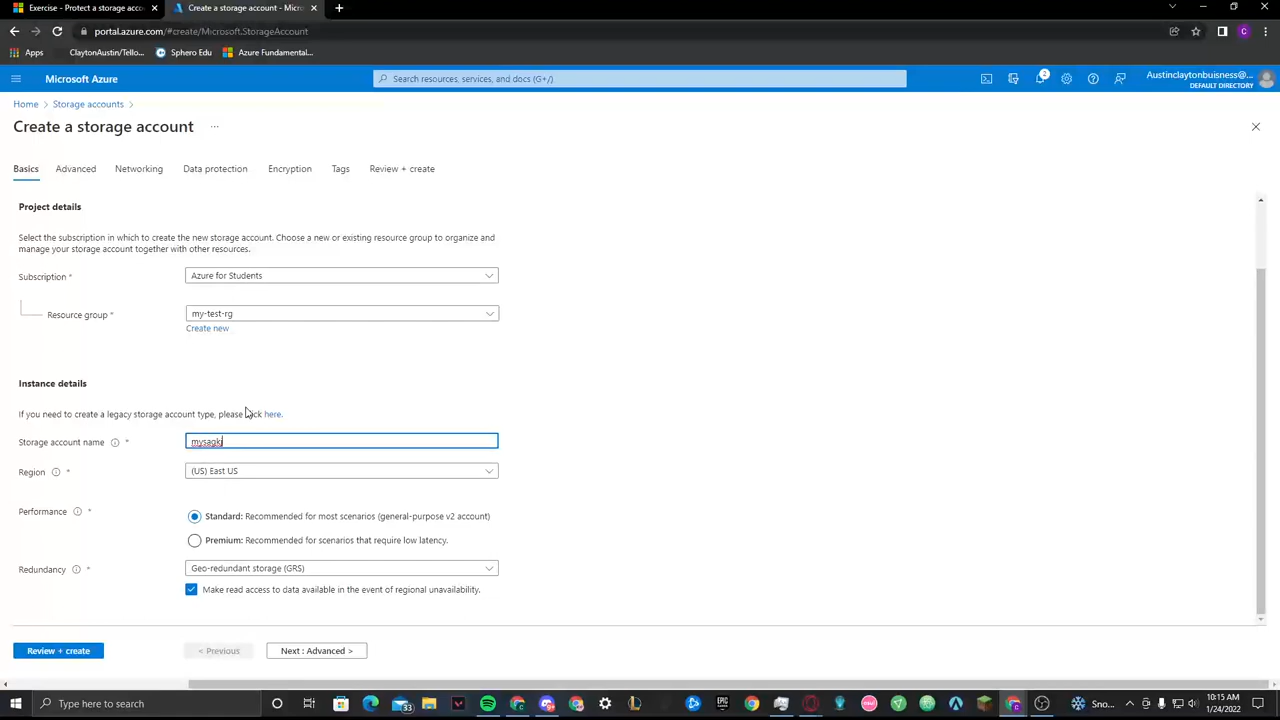 Exercise - Protect a storage acco
Create a storage account - Micr
portal.azure.com/#create/Microsoft.StorageAccount
Apps
ClaytonAustin/Tello...
Sphero Edu
Azure Fundamental...
Microsoft Azure
Search resources, services, and docs (G+/)
2
Austinclaytonbuisness@...
DEFAULT DIRECTORY
Home > Storage accounts >
Create a storage account ...
Basics Advanced Networking Data protection Encryption Tags Review + create
Project details
Select the subscription in which to create the new storage account. Choose a new or existing resource group to organize and
manage your storage account together with other resources.
Subscription * Azure for Students
Resource group * my-test-rg
Create new
Instance details
If you need to create a legacy storage account type, please click here.
Storage account name *
Region * (US) East US
Performance * Standard: Recommended for most scenarios (general-purpose v2 account)
Premium: Recommended for scenarios that require low latency.
Redundancy * Geo-redundant storage (GRS)
Make read access to data available in the event of regional unavailability.
Review + create < Previous Next : Advanced >
Type here to search
33
Sno...
10:15 AM
1/24/2022